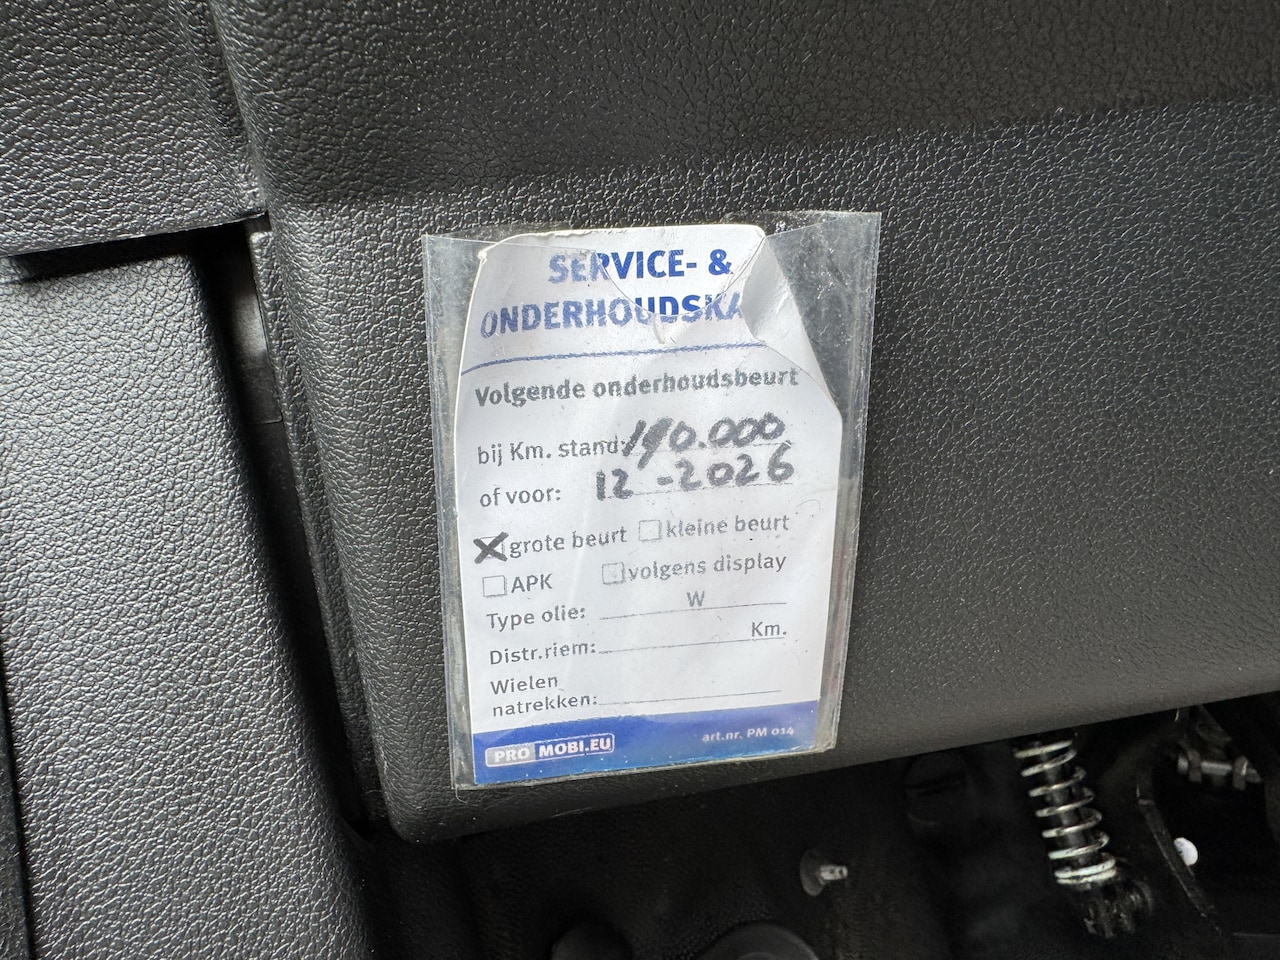 SERVICE- &
ONDERHOUDSKA
Volgende onderhoudsbeurt
bij Km. stand: 190.000
of voor: 12-2026
grote beurt kleine beurt
APK volgens display
Type olie: W
Distr.riem: Km.
Wielen
natrekken:
PRO MOBI.EU art.nr. PM 014